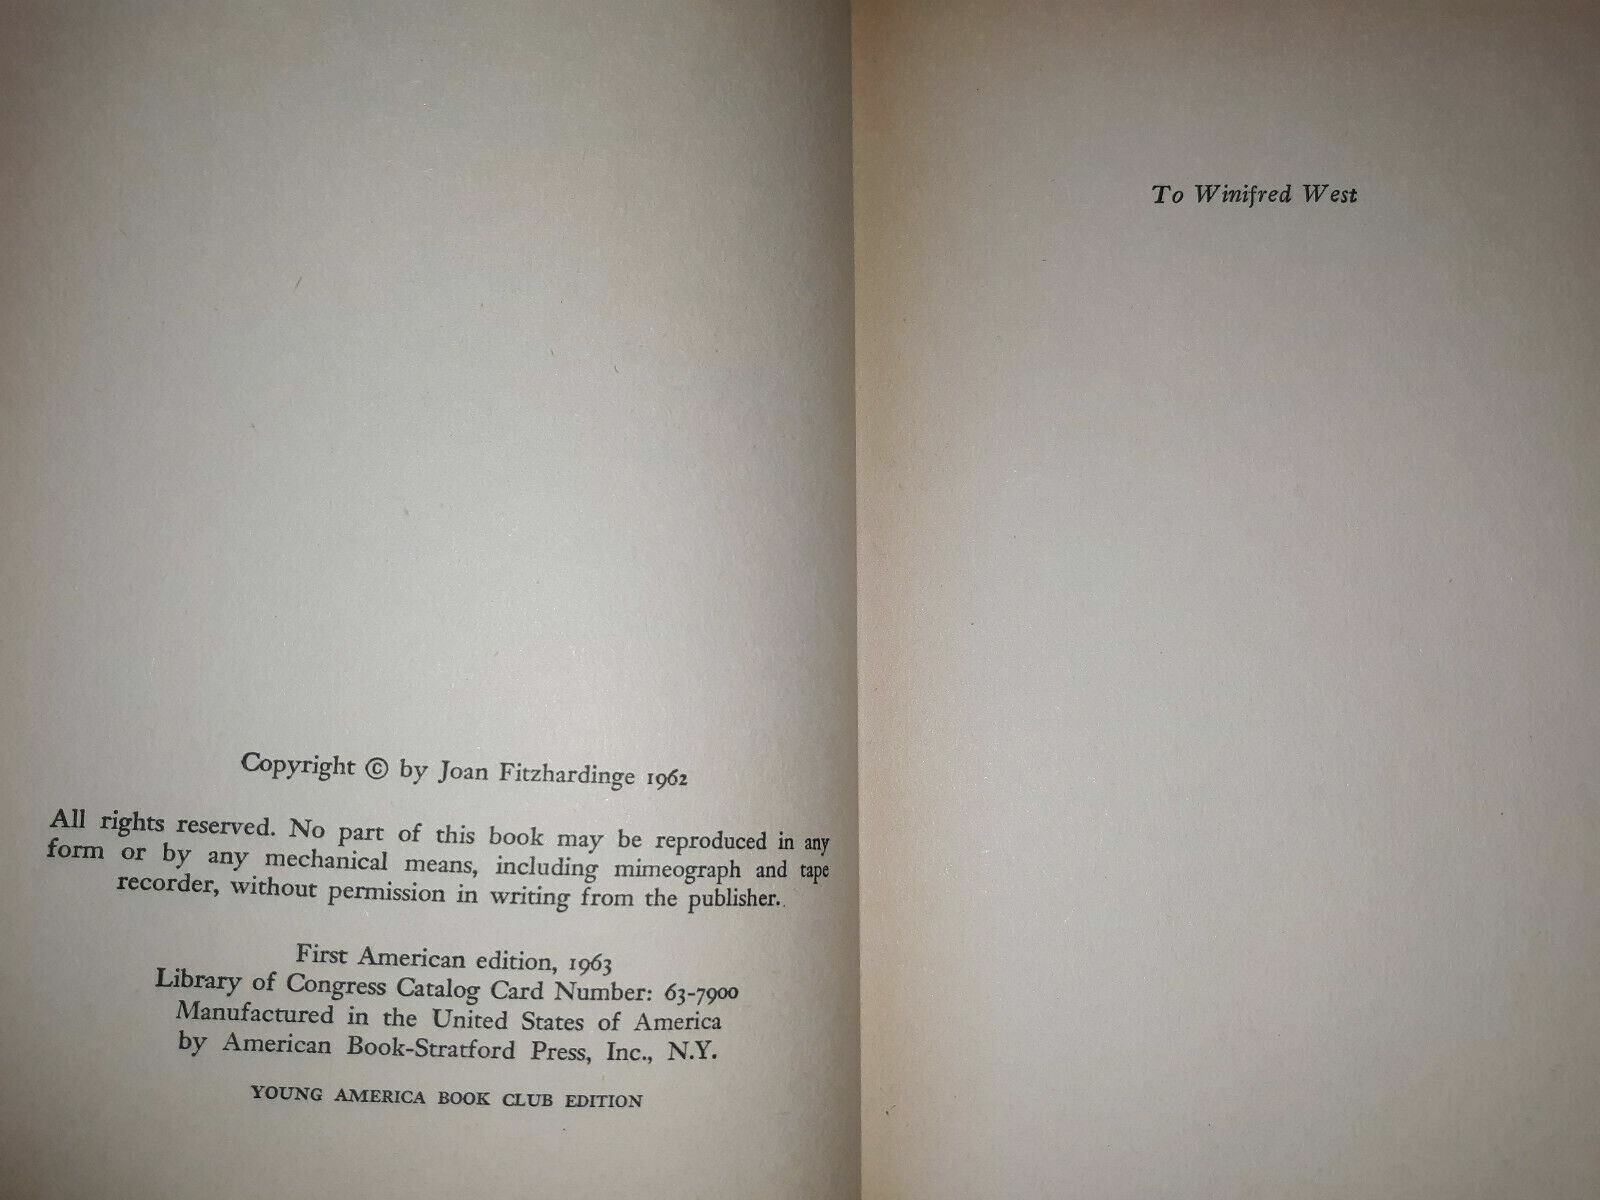 Copyright © by Joan Fitzhardinge 1962
All rights reserved. No part of this book may be reproduced in any
form or by any mechanical means, including mimeograph and tape
recorder, without permission in writing from the publisher.
First American edition, 1963
Library of Congress Catalog Card Number: 63-7900
Manufactured in the United States of America
by American Book-Stratford Press, Inc., N.Y.
YOUNG AMERICA BOOK CLUB EDITION
To Winifred West